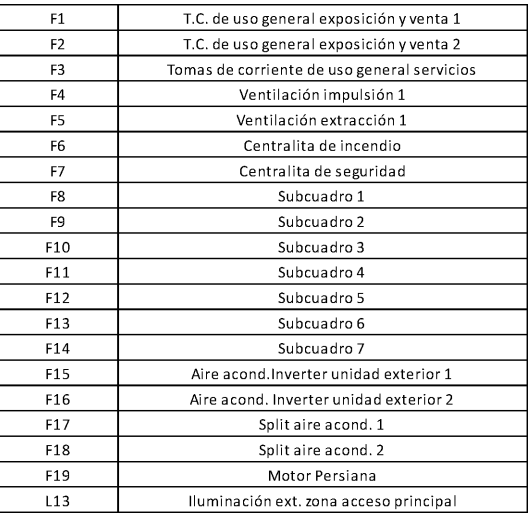 F1 T.C. de uso general exposición y venta 1
F2 T.C. de uso general exposición y venta 2
F3 Tomas de corriente de uso general servicios
F4 Ventilación impulsión 1
F5 Ventilación extracción 1
F6 Centralita de incendio
F7 Centralita de seguridad
F8 Subcuadro 1
F9 Subcuadro 2
F10 Subcuadro 3
F11 Subcuadro 4
F12 Subcuadro 5
F13 Subcuadro 6
F14 Subcuadro 7
F15 Aire acond.Inverter unidad exterior 1
F16 Aire acond. Inverter unidad exterior 2
F17 Split aire acond. 1
F18 Split aire acond. 2
F19 Motor Persiana
L13 Iluminación ext. zona acceso principal